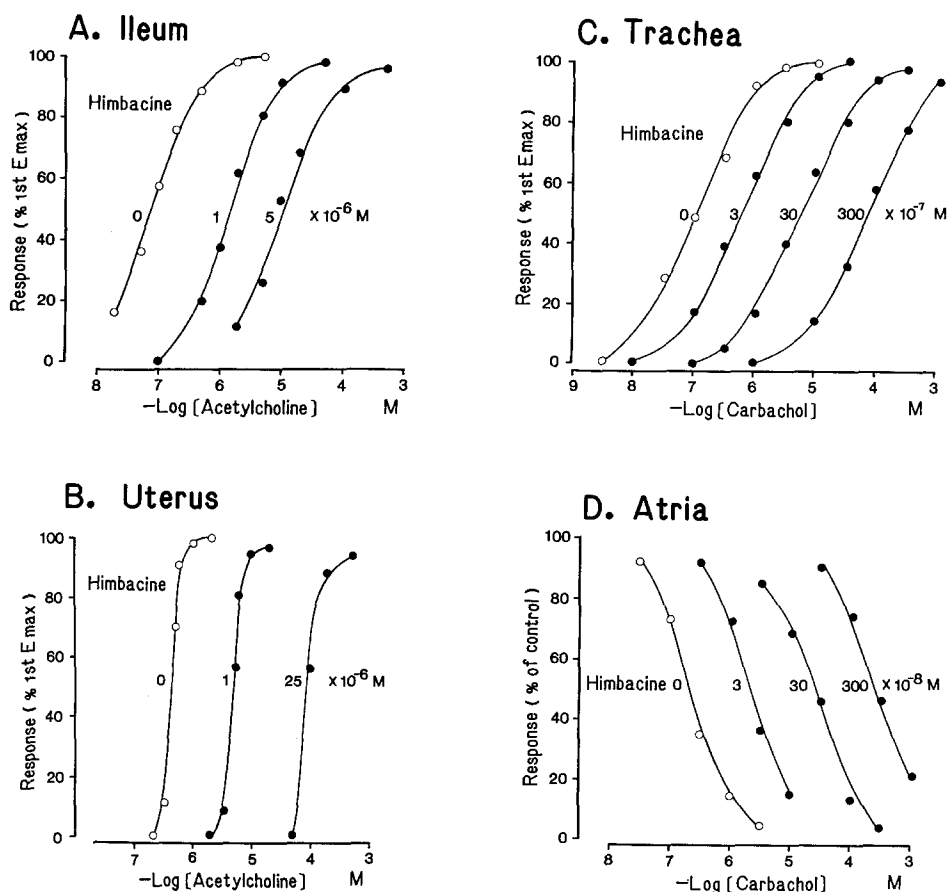 A. Ileum
Response (% 1st Emax)
100
80
60
40
20
0
Himbacine
0
1
5
×10⁻⁶ M
8
7
6
5
4
3
−Log [Acetylcholine]
M
C. Trachea
Response (% 1st Emax)
100
80
60
40
20
0
Himbacine
0
3
30
300
×10⁻⁷ M
9
8
7
6
5
4
3
−Log [Carbachol]
M
B. Uterus
Response (% 1st Emax)
100
80
60
40
20
0
Himbacine
0
1
25
×10⁻⁶ M
7
6
5
4
3
−Log [Acetylcholine]
M
D. Atria
Response (% of control)
100
80
60
40
20
0
Himbacine 0
3
30
300
×10⁻⁸ M
8
7
6
5
4
3
−Log [Carbachol]
M